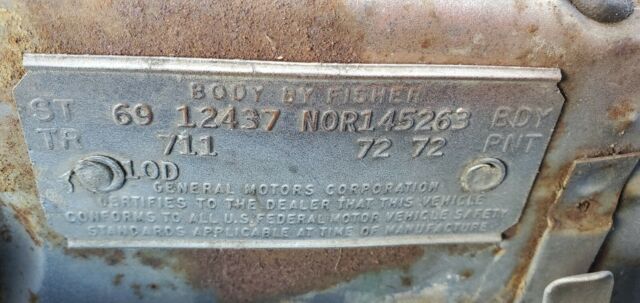 BODY BY FISHER
ST 69 12437 NOR145263 BDY
TR 711 72 72 PNT
10D
GENERAL MOTORS CORPORATION
CERTIFIES TO THE DEALER THAT THIS VEHICLE
CONFORMS TO ALL U.S. FEDERAL MOTOR VEHICLE SAFETY
STANDARDS APPLICABLE AT TIME OF MANUFACTURE